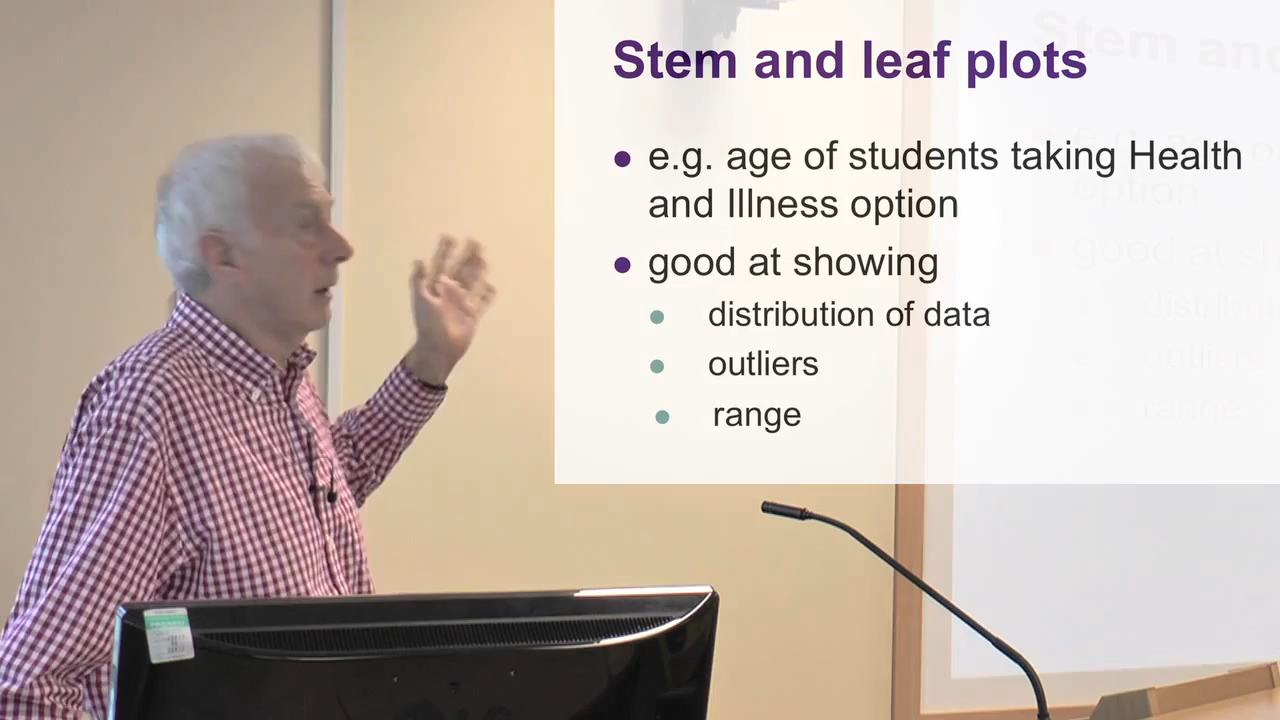 Stem and leaf plots
● e.g. age of students taking Health
and Illness option
● good at showing
● distribution of data
● outliers
● range